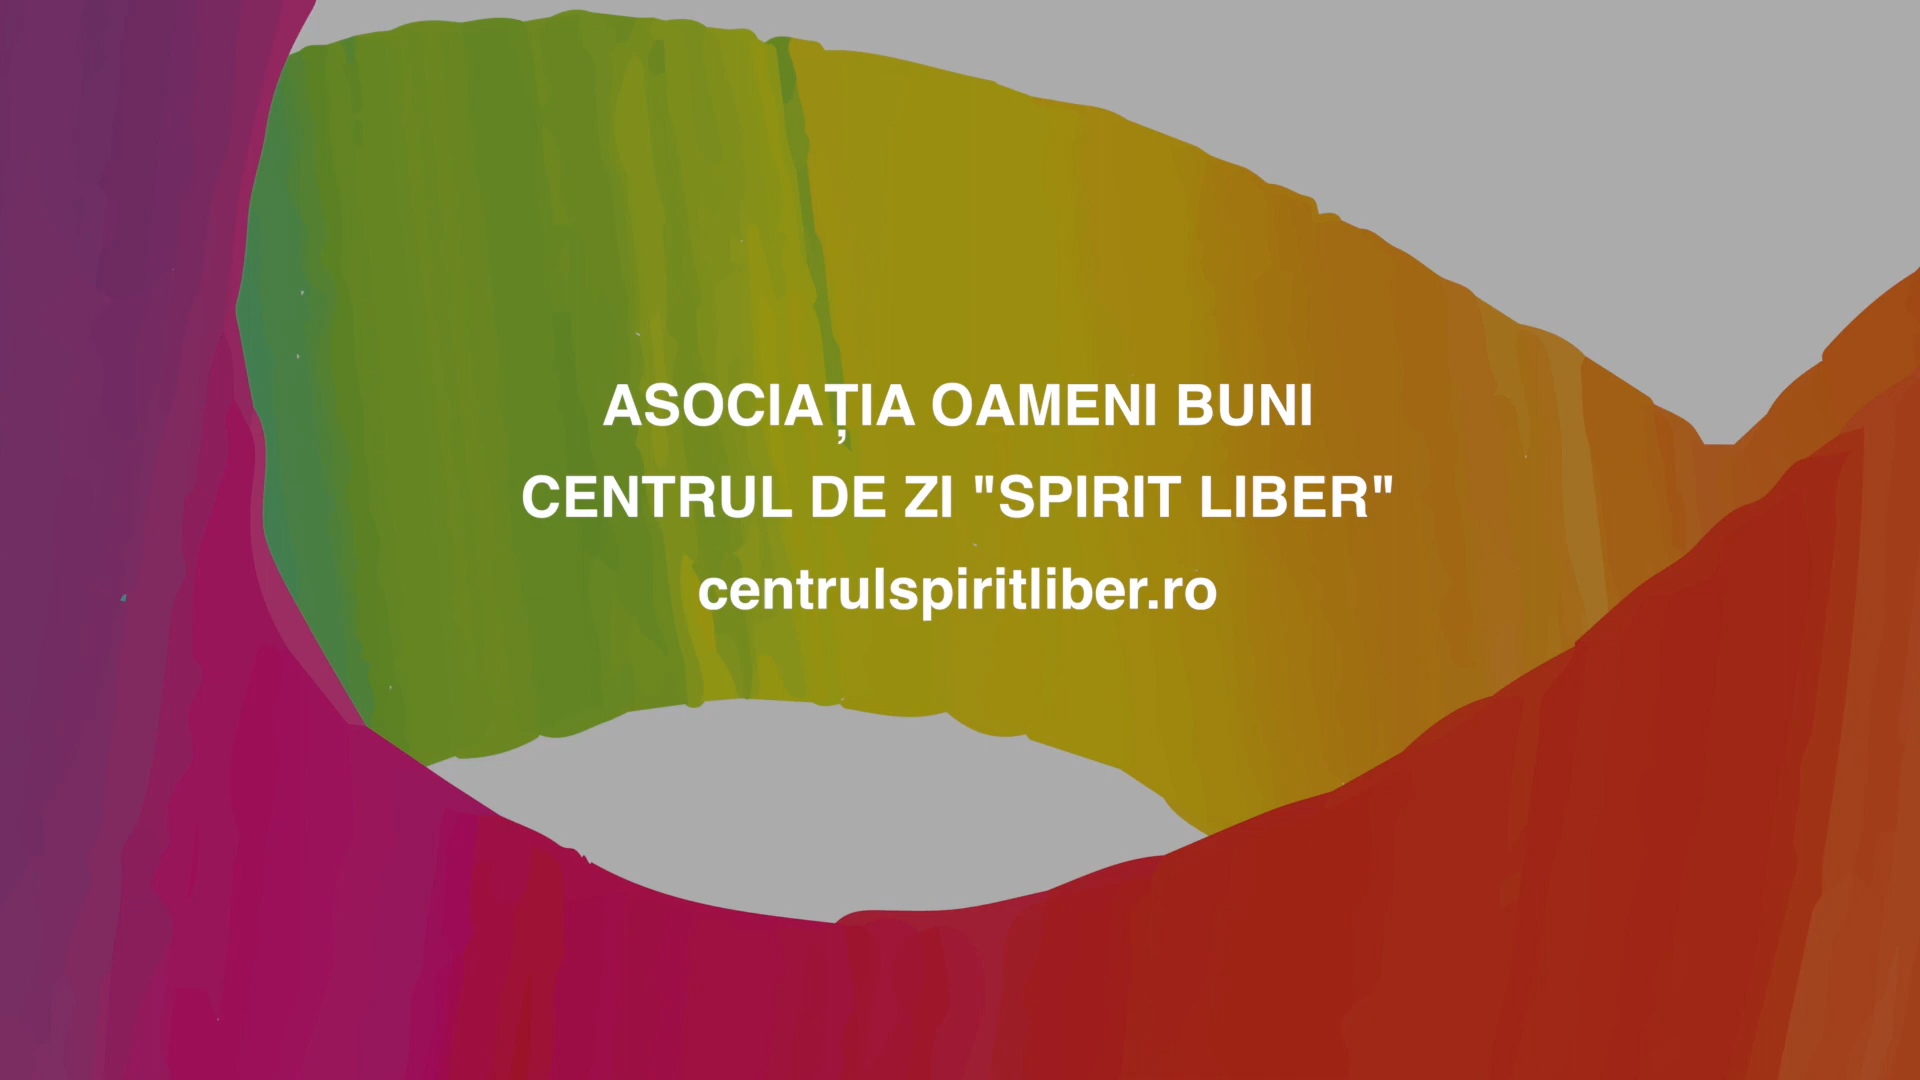 ASOCIAȚIA OAMENI BUNI
CENTRUL DE ZI "SPIRIT LIBER"
centrulspiritliber.ro